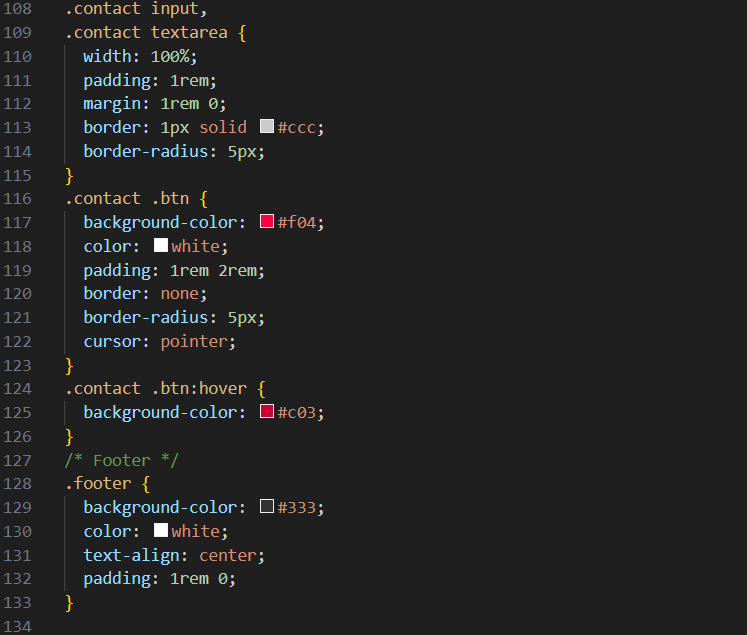 108 .contact input,
109 .contact textarea {
110 width: 100%;
111 padding: 1rem;
112 margin: 1rem 0;
113 border: 1px solid #ccc;
114 border-radius: 5px;
115 }
116 .contact .btn {
117 background-color: #f04;
118 color: white;
119 padding: 1rem 2rem;
120 border: none;
121 border-radius: 5px;
122 cursor: pointer;
123 }
124 .contact .btn:hover {
125 background-color: #c03;
126 }
127 /* Footer */
128 .footer {
129 background-color: #333;
130 color: white;
131 text-align: center;
132 padding: 1rem 0;
133 }
134